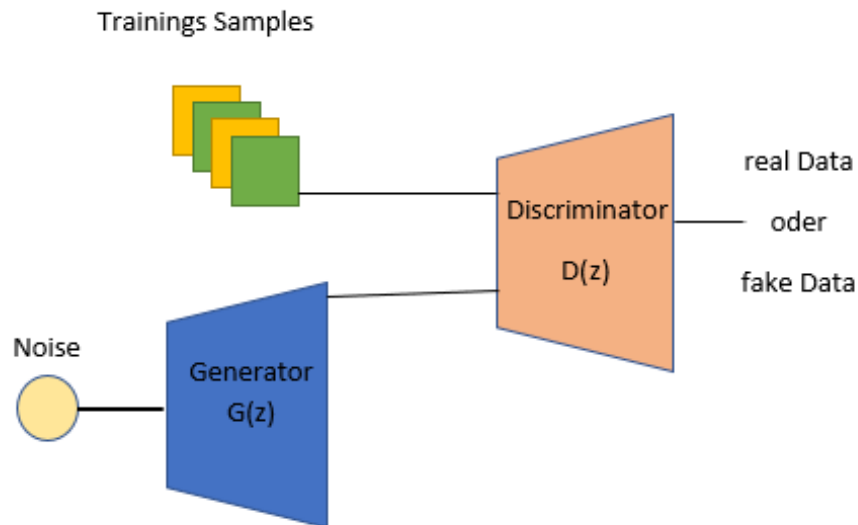 Trainings Samples
real Data
Discriminator
oder
D(z)
fake Data
Noise
Generator
G(z)